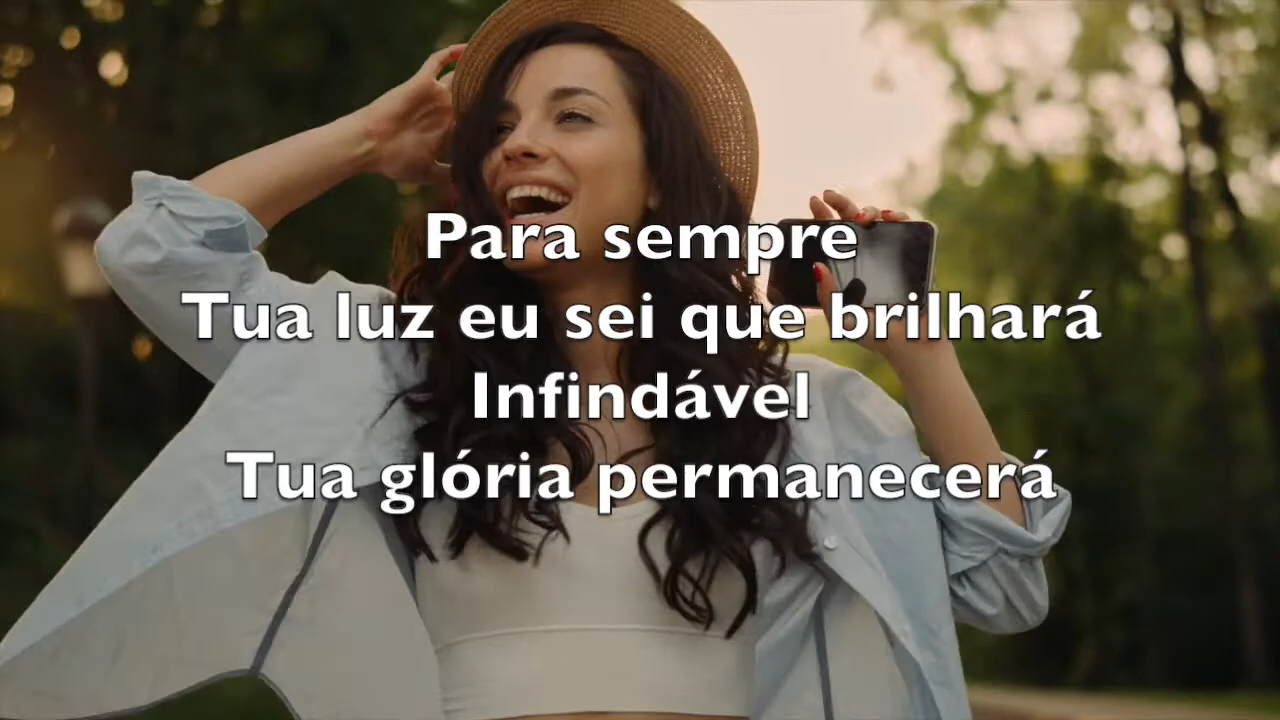 Para sempre
Tua luz eu sei que brilhará
Infindável
Tua glória permanecerá